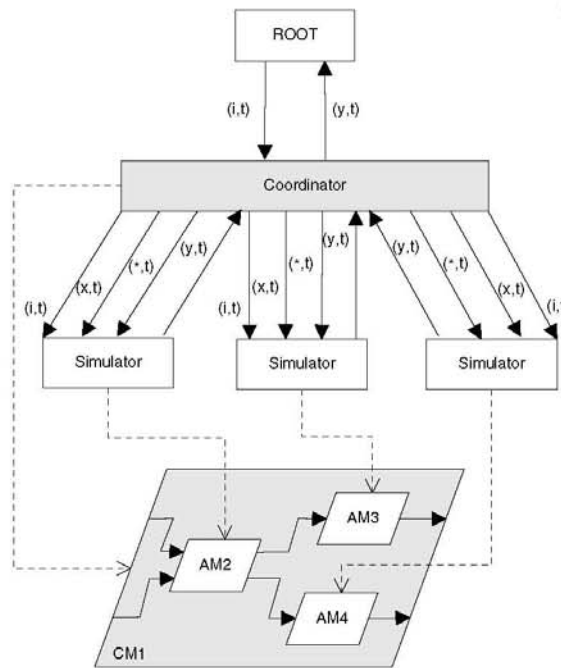 ROOT
(i,t)
(y,t)
Coordinator
(i,t)
(x,t)
(*,t)
(y,t)
(i,t)
(x,t)
(*,t)
(y,t)
(y,t)
(*,t)
(x,t)
(i,t
Simulator
Simulator
Simulator
AM3
AM2
AM4
CM1